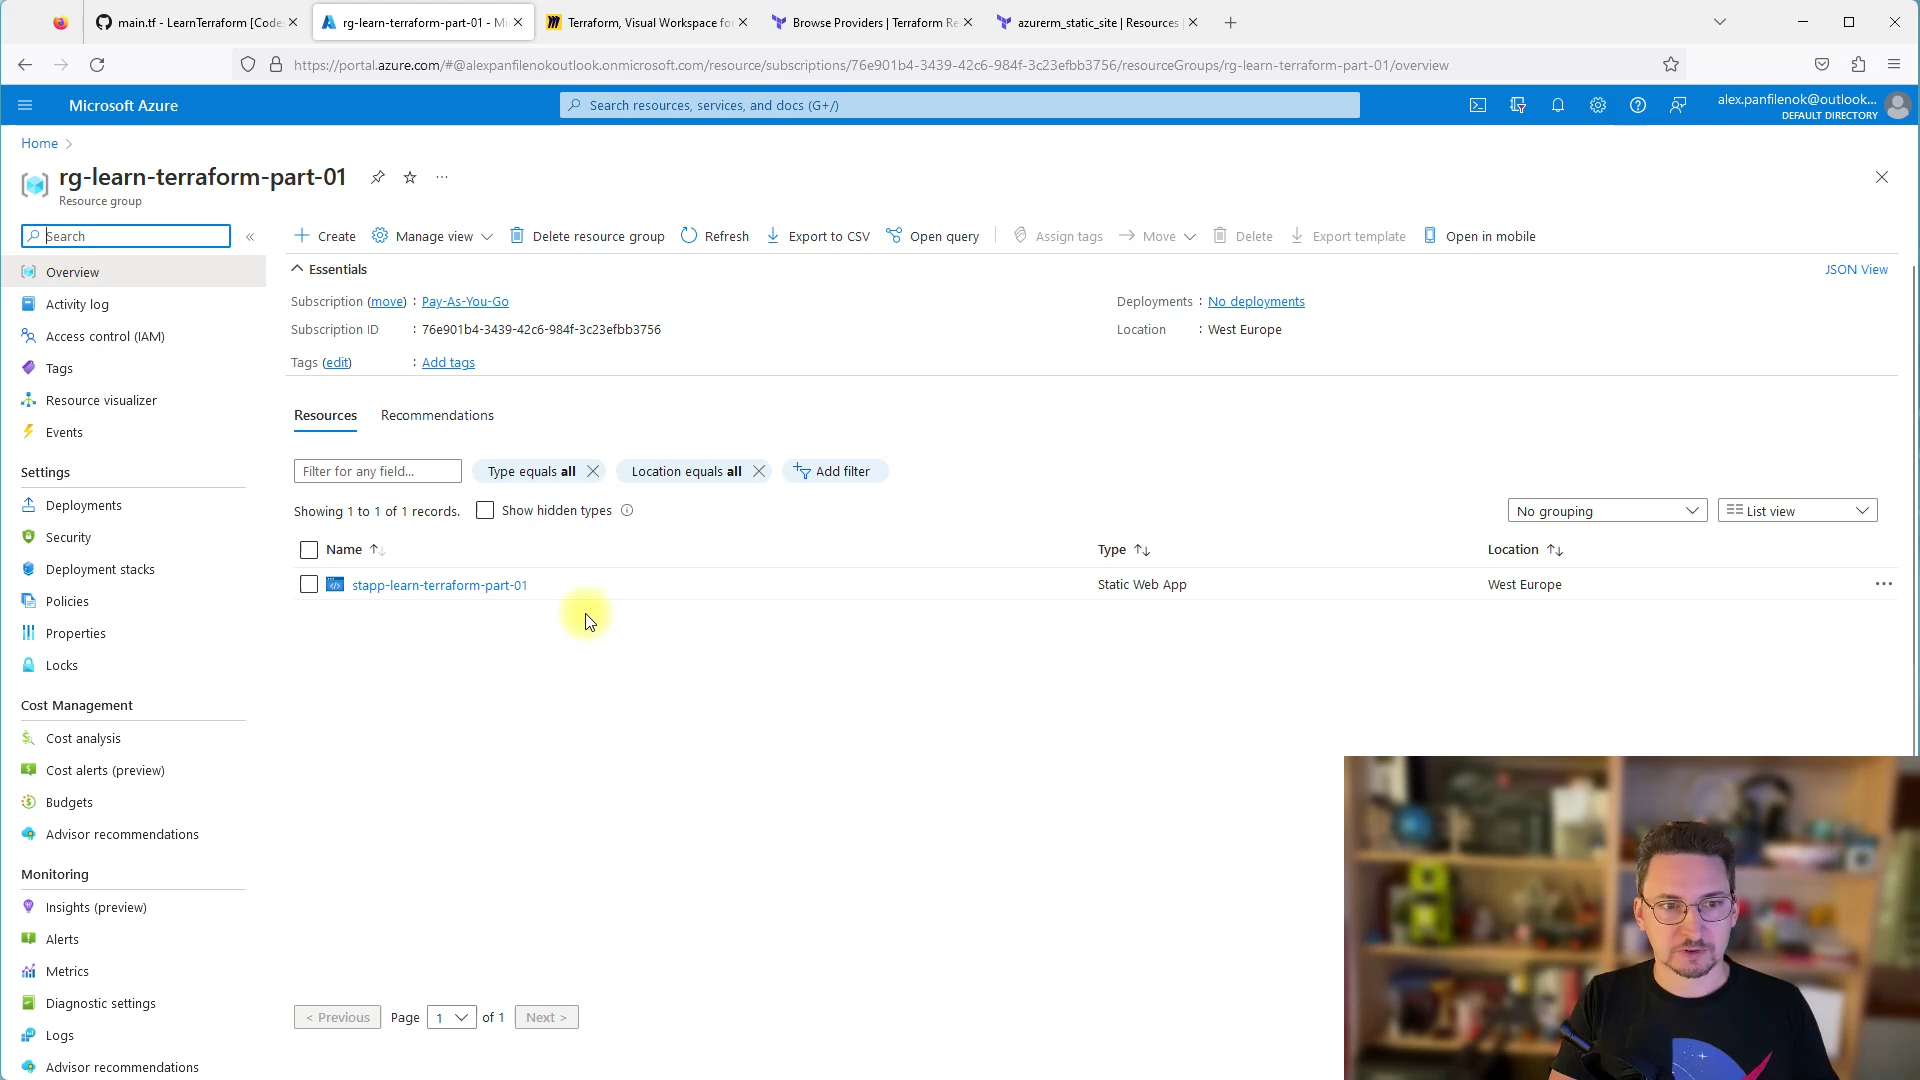 main.tf - LearnTerraform [Code
rg-learn-terraform-part-01 - Mi
Terraform, Visual Workspace for
Browse Providers | Terraform Re
azurerm_static_site | Resources
https://portal.azure.com/#@alexpanfilenokoutlook.onmicrosoft.com/resource/subscriptions/76e901b4-3439-42c6-984f-3c23efbb3756/resourceGroups/rg-learn-terraform-part-01/overview
Microsoft Azure
Search resources, services, and docs (G+/)
alex.panfilenok@outlook...
DEFAULT DIRECTORY
Home
rg-learn-terraform-part-01
Resource group
Search
Create
Manage view
Delete resource group
Refresh
Export to CSV
Open query
Assign tags
Move
Delete
Export template
Open in mobile
Essentials
JSON View
Subscription (move) : Pay-As-You-Go
Deployments : No deployments
Subscription ID : 76e901b4-3439-42c6-984f-3c23efbb3756
Location : West Europe
Tags (edit) : Add tags
Overview
Activity log
Access control (IAM)
Tags
Resource visualizer
Events
Settings
Deployments
Security
Deployment stacks
Policies
Properties
Locks
Cost Management
Cost analysis
Cost alerts (preview)
Budgets
Advisor recommendations
Monitoring
Insights (preview)
Alerts
Metrics
Diagnostic settings
Logs
Advisor recommendations
Resources
Recommendations
Filter for any field...
Type equals all
Location equals all
Add filter
Showing 1 to 1 of 1 records.
Show hidden types
No grouping
List view
Name
Type
Location
stapp-learn-terraform-part-01
Static Web App
West Europe
< Previous
Page 1 of 1
Next >